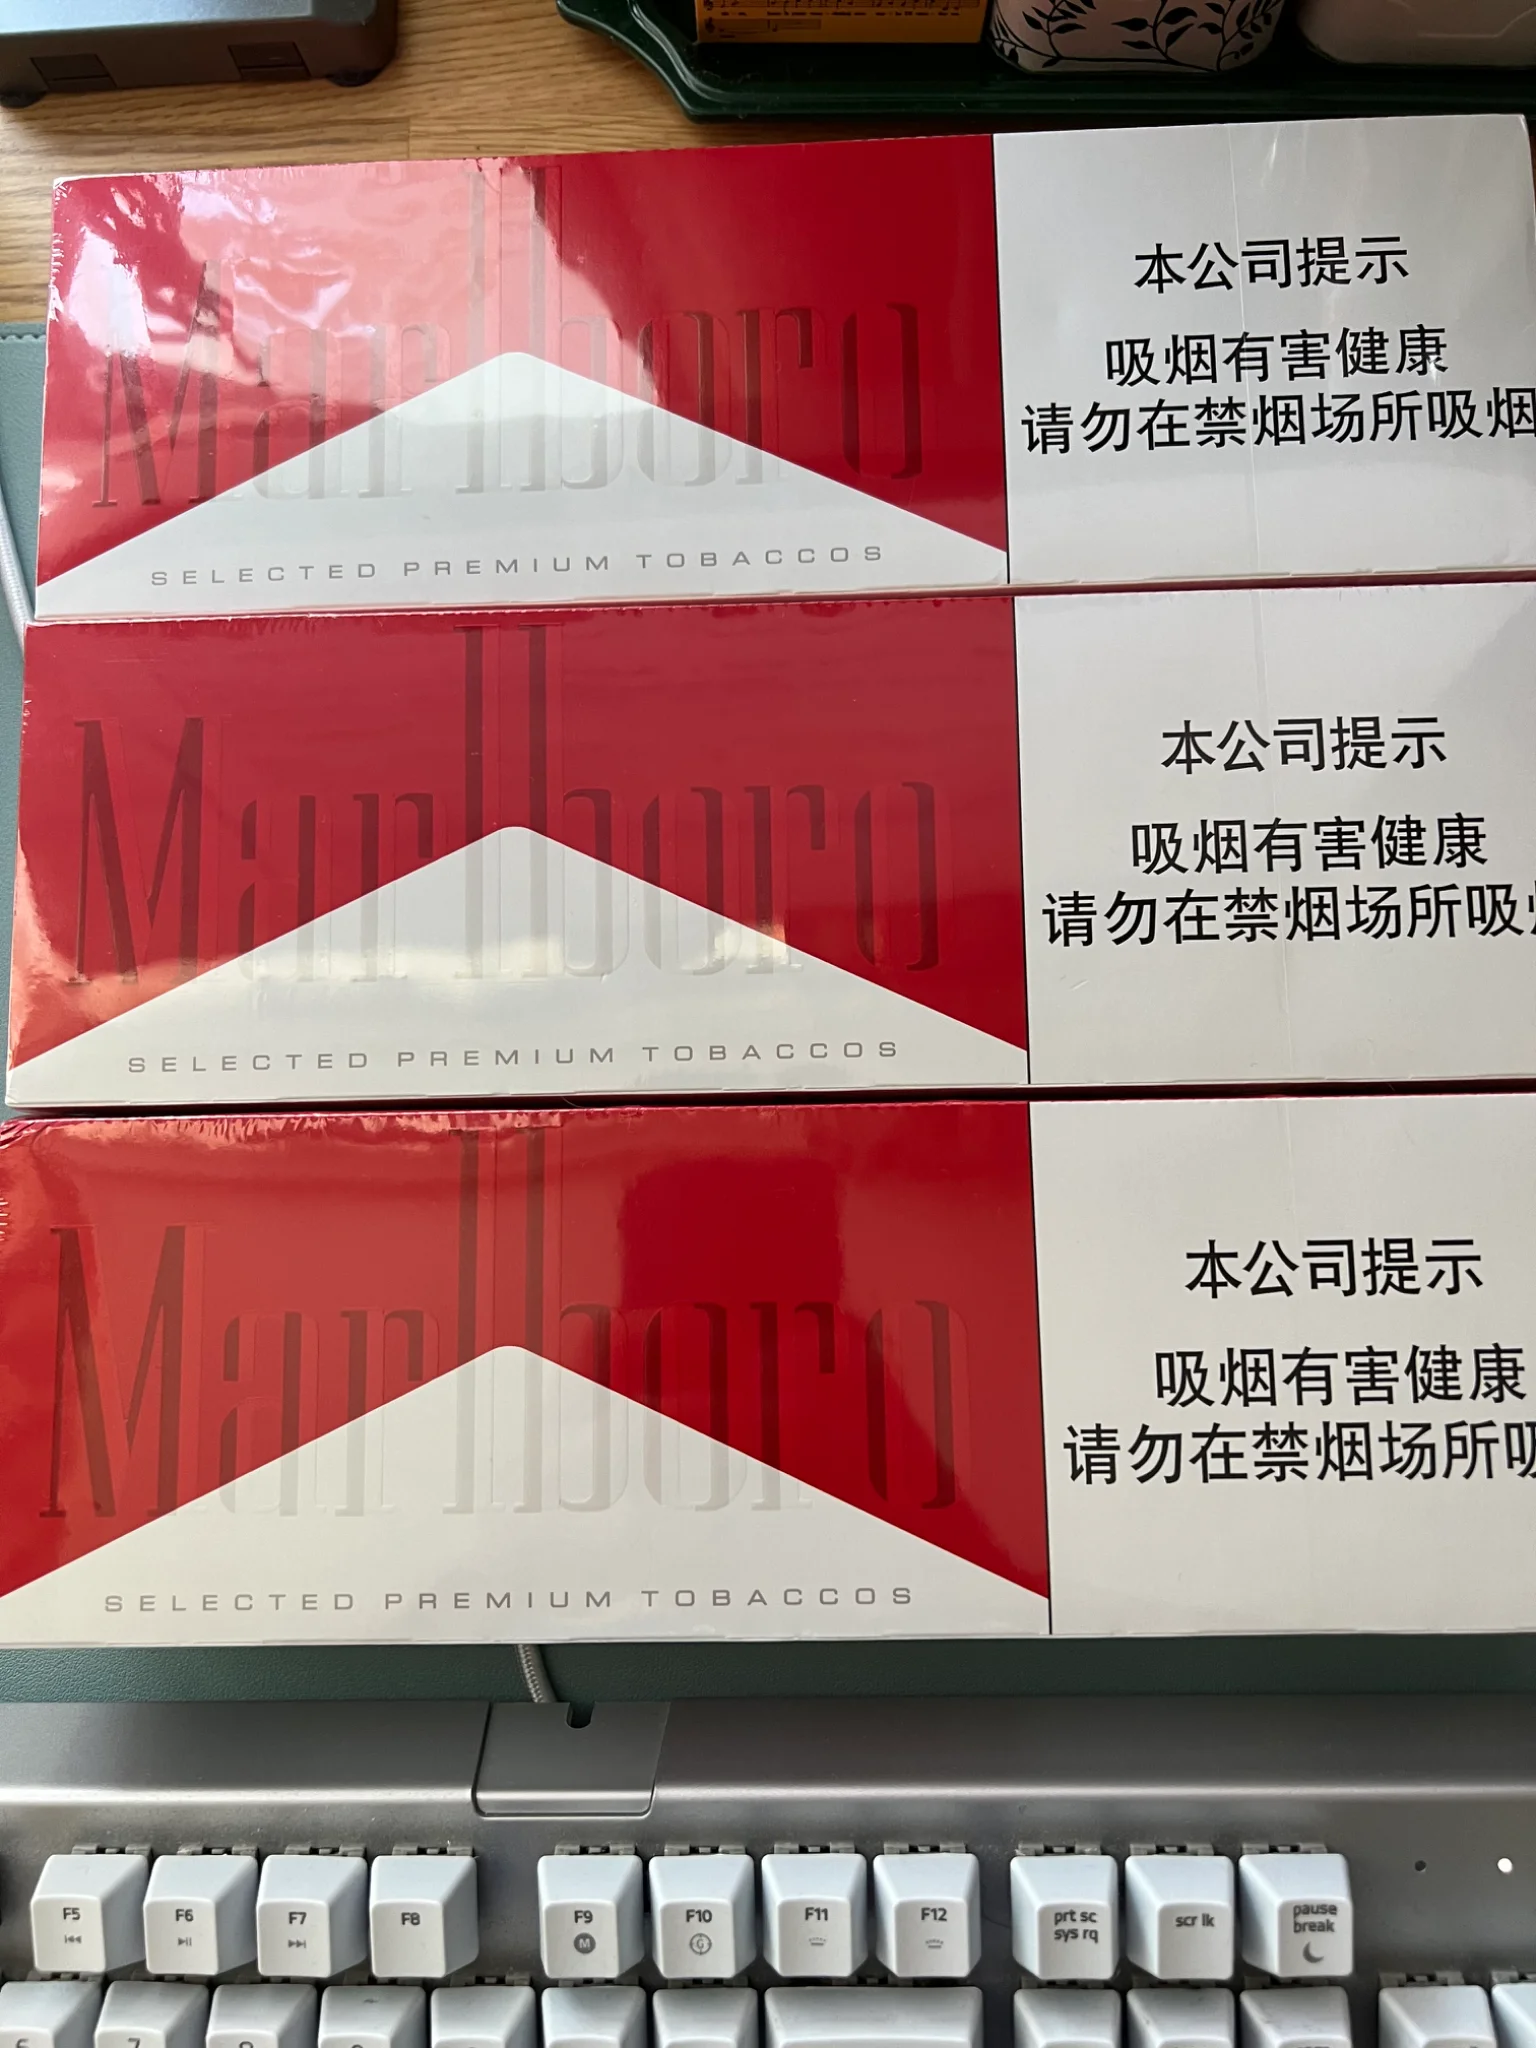 Marlboro
SELECTED PREMIUM TOBACCOS
本公司提示
吸烟有害健康
请勿在禁烟场所吸烟
Marlboro
SELECTED PREMIUM TOBACCOS
本公司提示
吸烟有害健康
请勿在禁烟场所吸
Marlboro
SELECTED PREMIUM TOBACCOS
本公司提示
吸烟有害健康
请勿在禁烟场所吸
F5
F6
F7
F8
F9
M
F10
G
F11
F12
prt sc
sys rq
scr lk
pause
break